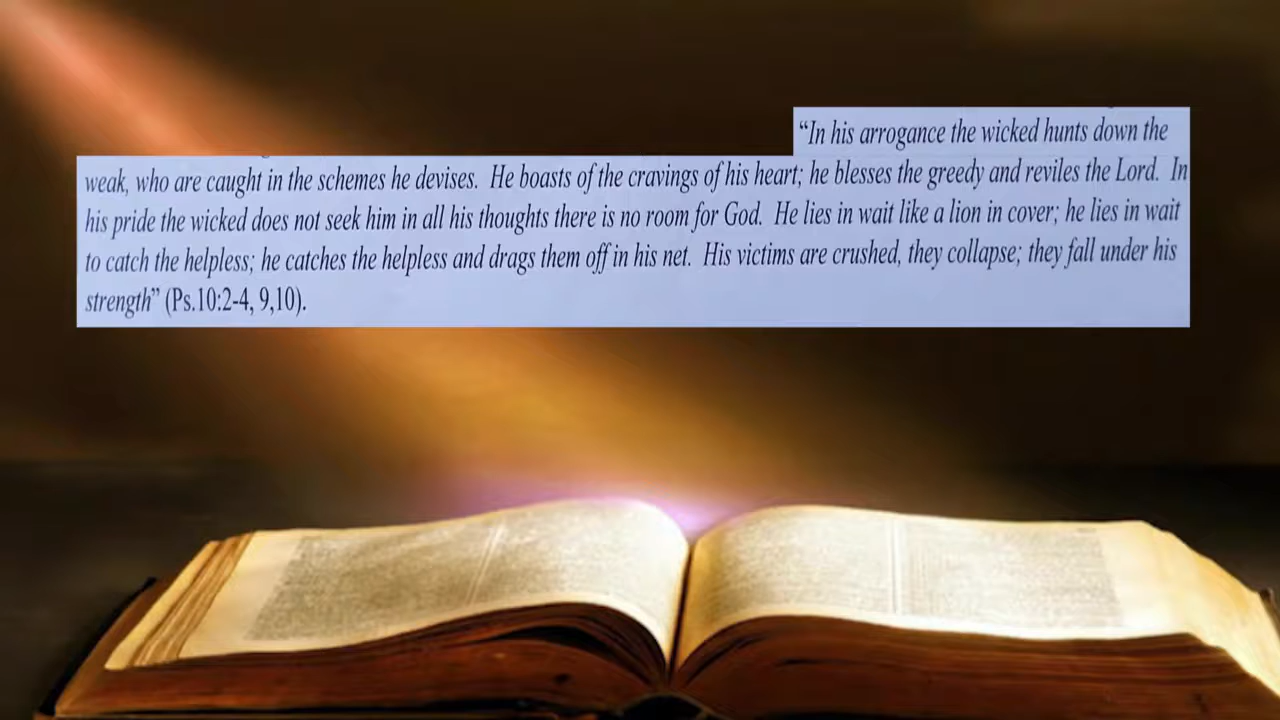 “In his arrogance the wicked hunts down the
weak, who are caught in the schemes he devises. He boasts of the cravings of his heart; he blesses the greedy and reviles the Lord. In
his pride the wicked does not seek him in all his thoughts there is no room for God. He lies in wait like a lion in cover; he lies in wait
to catch the helpless; he catches the helpless and drags them off in his net. His victims are crushed, they collapse; they fall under his
strength” (Ps.10:2-4, 9,10).